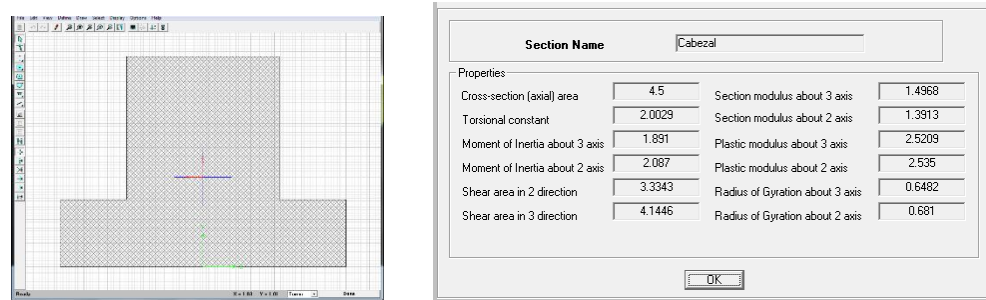 File Edit View Define Draw Select Display Options Help
Ready
X = 1.61 Y = 1.01
Done
Section Name
Cabezal
Properties
Cross-section (axial) area 4.5 Section modulus about 3 axis 1.4968
Torsional constant 2.0029 Section modulus about 2 axis 1.3913
Moment of Inertia about 3 axis 1.891 Plastic modulus about 3 axis 2.5209
Moment of Inertia about 2 axis 2.087 Plastic modulus about 2 axis 2.535
Shear area in 2 direction 3.3343 Radius of Gyration about 3 axis 0.6482
Shear area in 3 direction 4.1446 Radius of Gyration about 2 axis 0.681
OK